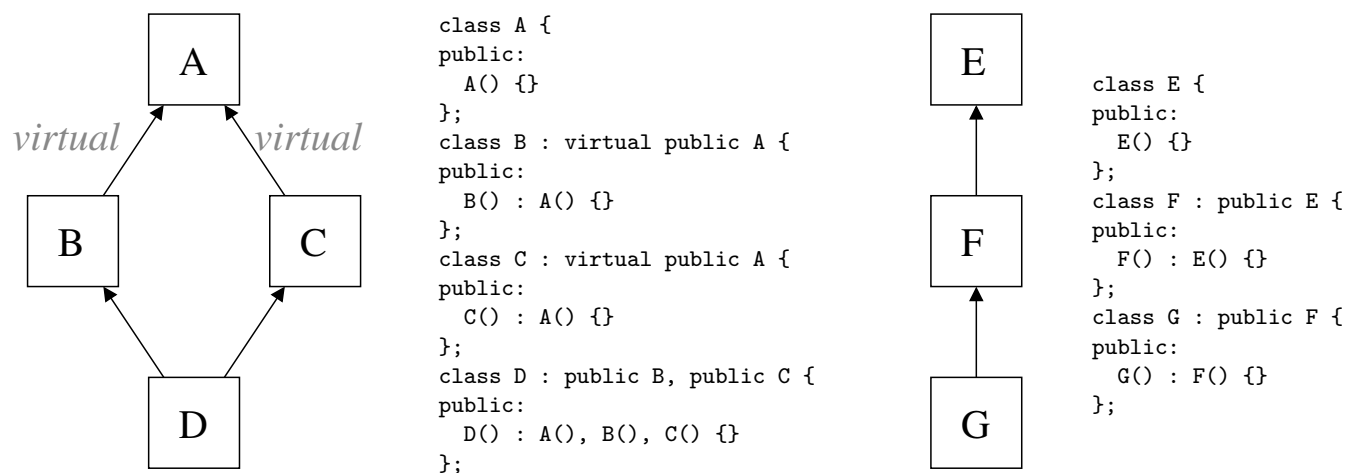 A
virtual
virtual
B
C
D
class A {
public:
  A() {}
};
class B : virtual public A {
public:
  B() : A() {}
};
class C : virtual public A {
public:
  C() : A() {}
};
class D : public B, public C {
public:
  D() : A(), B(), C() {}
};
E
F
G
class E {
public:
  E() {}
};
class F : public E {
public:
  F() : E() {}
};
class G : public F {
public:
  G() : F() {}
};